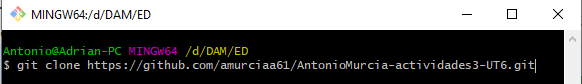 MINGW64:/d/DAM/ED
Antonio@Adrian-PC MINGW64 /d/DAM/ED
$ git clone https://github.com/amurciaa61/AntonioMurcia-actividades3-UT6.git